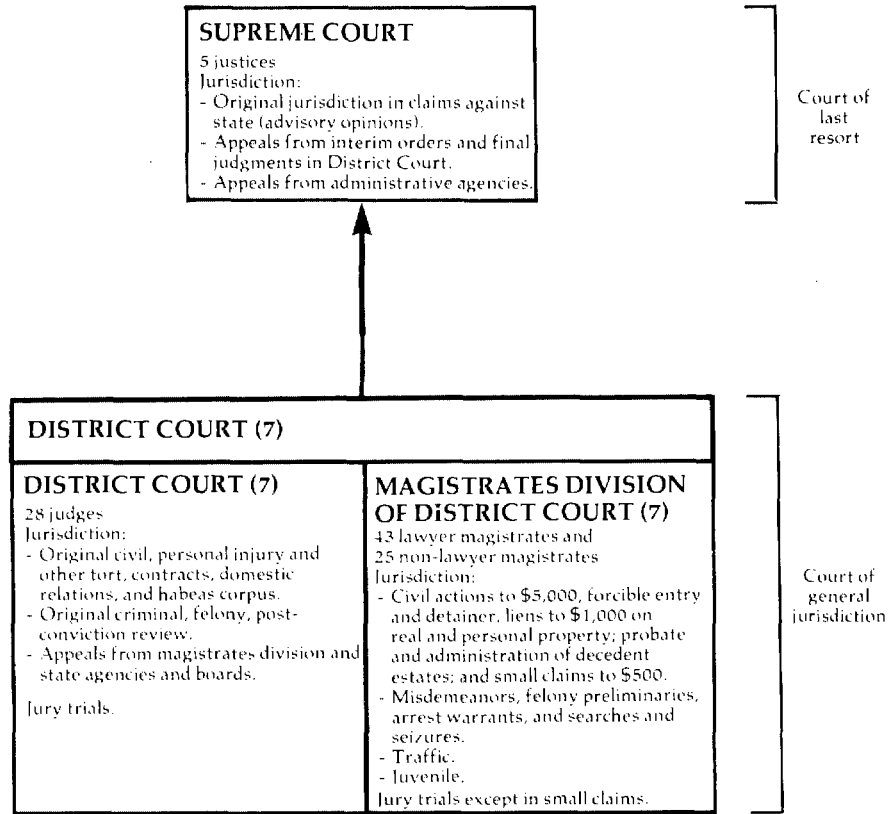 SUPREME COURT
5 justices
Jurisdiction:
- Original jurisdiction in claims against
state (advisory opinions).
- Appeals from interim orders and final
judgments in District Court.
- Appeals from administrative agencies.
Court of
last
resort
DISTRICT COURT (7)
DISTRICT COURT (7)
28 judges
Jurisdiction:
- Original civil, personal injury and
other tort, contracts, domestic
relations, and habeas corpus.
- Original criminal, felony, post-
conviction review.
- Appeals from magistrates division and
state agencies and boards.
Jury trials.
MAGISTRATES DIVISION
OF DISTRICT COURT (7)
43 lawyer magistrates and
25 non-lawyer magistrates
Jurisdiction:
- Civil actions to $5,000, forcible entry
and detainer, liens to $1,000 on
real and personal property; probate
and administration of decedent
estates; and small claims to $500.
- Misdemeanors, felony preliminaries,
arrest warrants, and searches and
seizures.
- Traffic.
- Juvenile.
Jury trials except in small claims.
Court of
general
jurisdiction